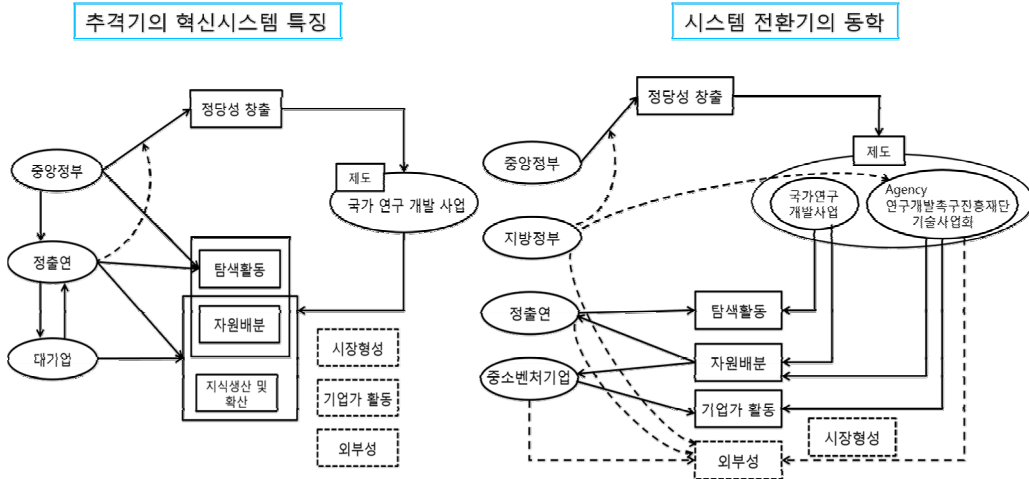 추격기의 혁신시스템 특징
정당성 창출
중앙정부
제도
국가 연구 개발 사업
정출연
탐색활동
자원배분
대기업
지식생산 및
확산
시장형성
기업가 활동
외부성
시스템 전환기의 동학
정당성 창출
중앙정부
제도
국가연구
개발사업
Agency
연구개발촉구진흥재단
기술사업화
지방정부
정출연
탐색활동
자원배분
중소벤처기업
기업가 활동
시장형성
외부성